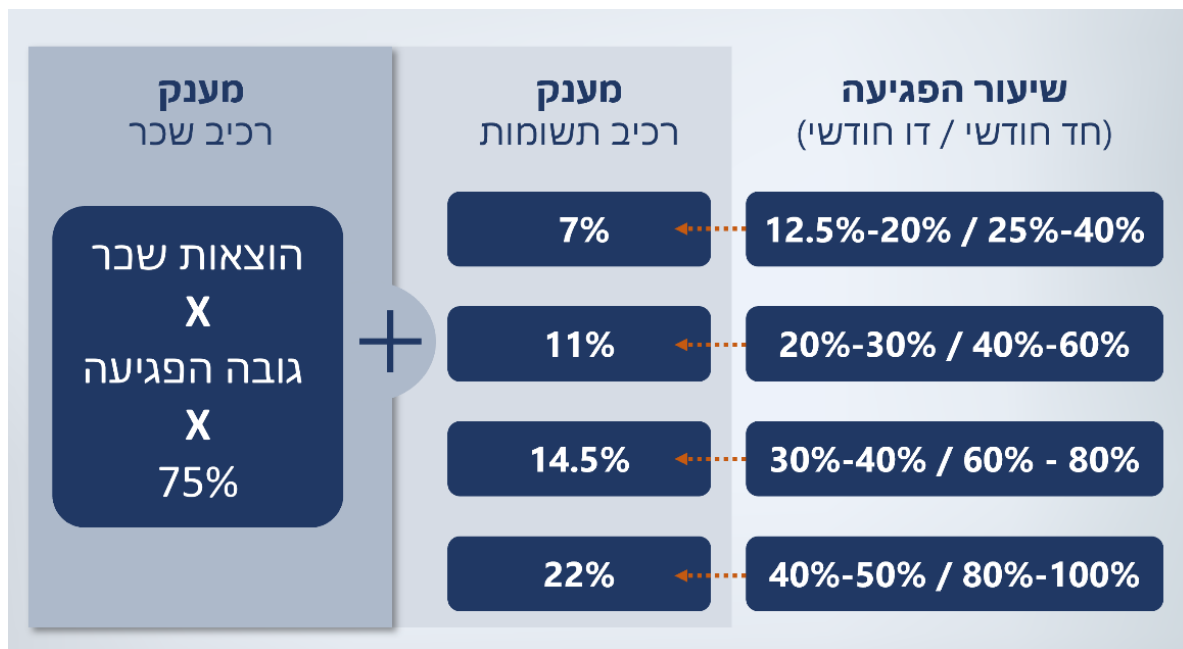 שיעור הפגיעה
(חד חודשי / דו חודשי)
12.5%-20% / 25%-40%
20%-30% / 40%-60%
30%-40% / 60% - 80%
40%-50% / 80%-100%
מענק
רכיב תשומות
7%
11%
14.5%
22%
+
מענק
רכיב שכר
הוצאות שכר
X
גובה הפגיעה
X
75%